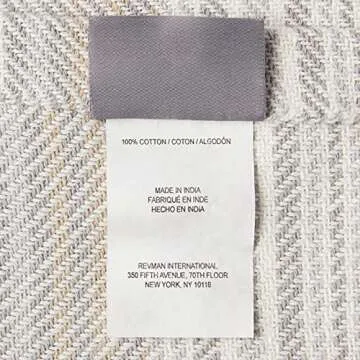 100% COTTON / COTON / ALGODÓN
MADE IN INDIA
FABRIQUÉ EN INDE
HECHO EN INDIA
REVMAN INTERNATIONAL,
350 FIFTH AVENUE, 70TH FLOOR
NEW YORK, NY 10118